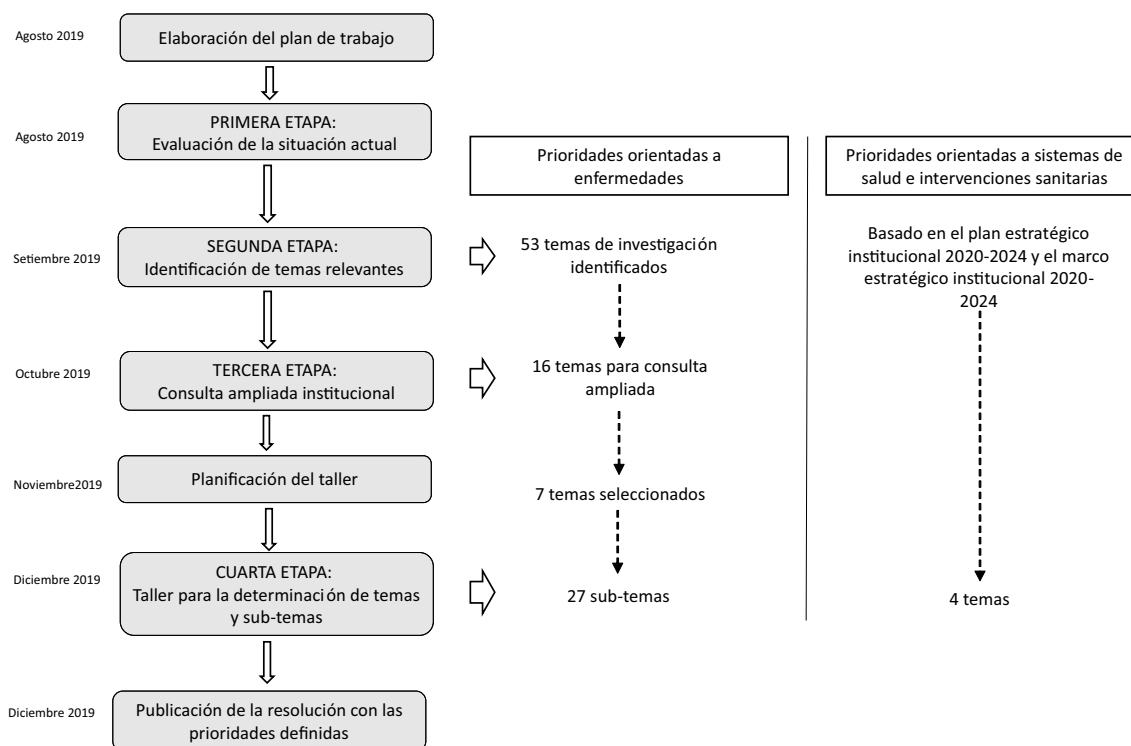 Agosto 2019
Elaboración del plan de trabajo
Agosto 2019
PRIMERA ETAPA:
Evaluación de la situación actual
Prioridades orientadas a
enfermedades
Prioridades orientadas a sistemas de
salud e intervenciones sanitarias
Setiembre 2019
SEGUNDA ETAPA:
Identificación de temas relevantes
53 temas de investigación
identificados
Basado en el plan estratégico
institucional 2020-2024 y el marco
estratégico institucional 2020-
2024
Octubre 2019
TERCERA ETAPA:
Consulta ampliada institucional
16 temas para consulta
ampliada
Noviembre2019
Planificación del taller
7 temas seleccionados
Diciembre 2019
CUARTA ETAPA:
Taller para la determinación de temas
y sub-temas
27 sub-temas
4 temas
Diciembre 2019
Publicación de la resolución con las
prioridades definidas